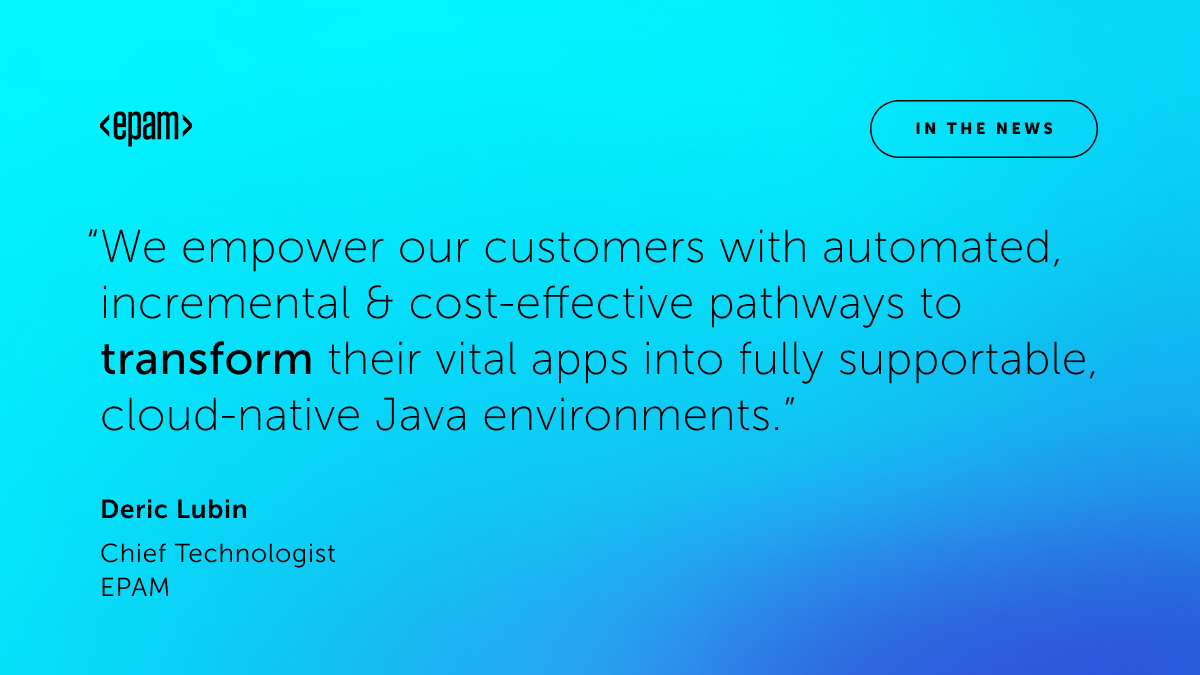 <epam>
IN THE NEWS
“We empower our customers with automated,
incremental & cost-effective pathways to
transform their vital apps into fully supportable,
cloud-native Java environments.”
Deric Lubin
Chief Technologist
EPAM